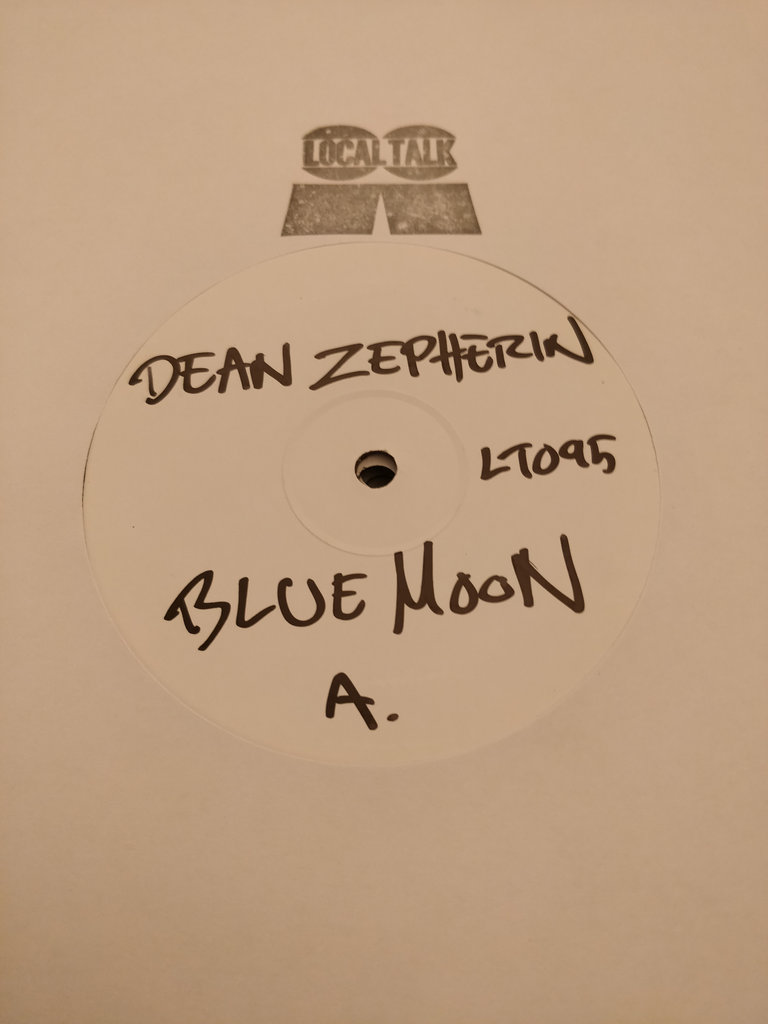 LOCAL TALK
DEAN ZEPHERIN
LT095
BLUE MOON
A.